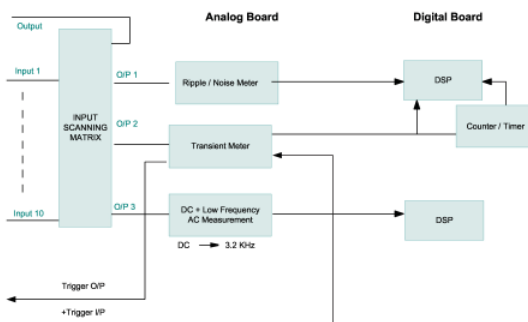 Analog Board
Digital Board
Output
Input 1
O/P 1
Ripple / Noise Meter
DSP
INPUT
SCANNING
MATRIX
O/P 2
Counter / Timer
Transient Meter
Input 10
O/P 3
DC + Low Frequency
AC Measurement
DSP
DC 3.2 KHz
Trigger O/P
+Trigger I/P